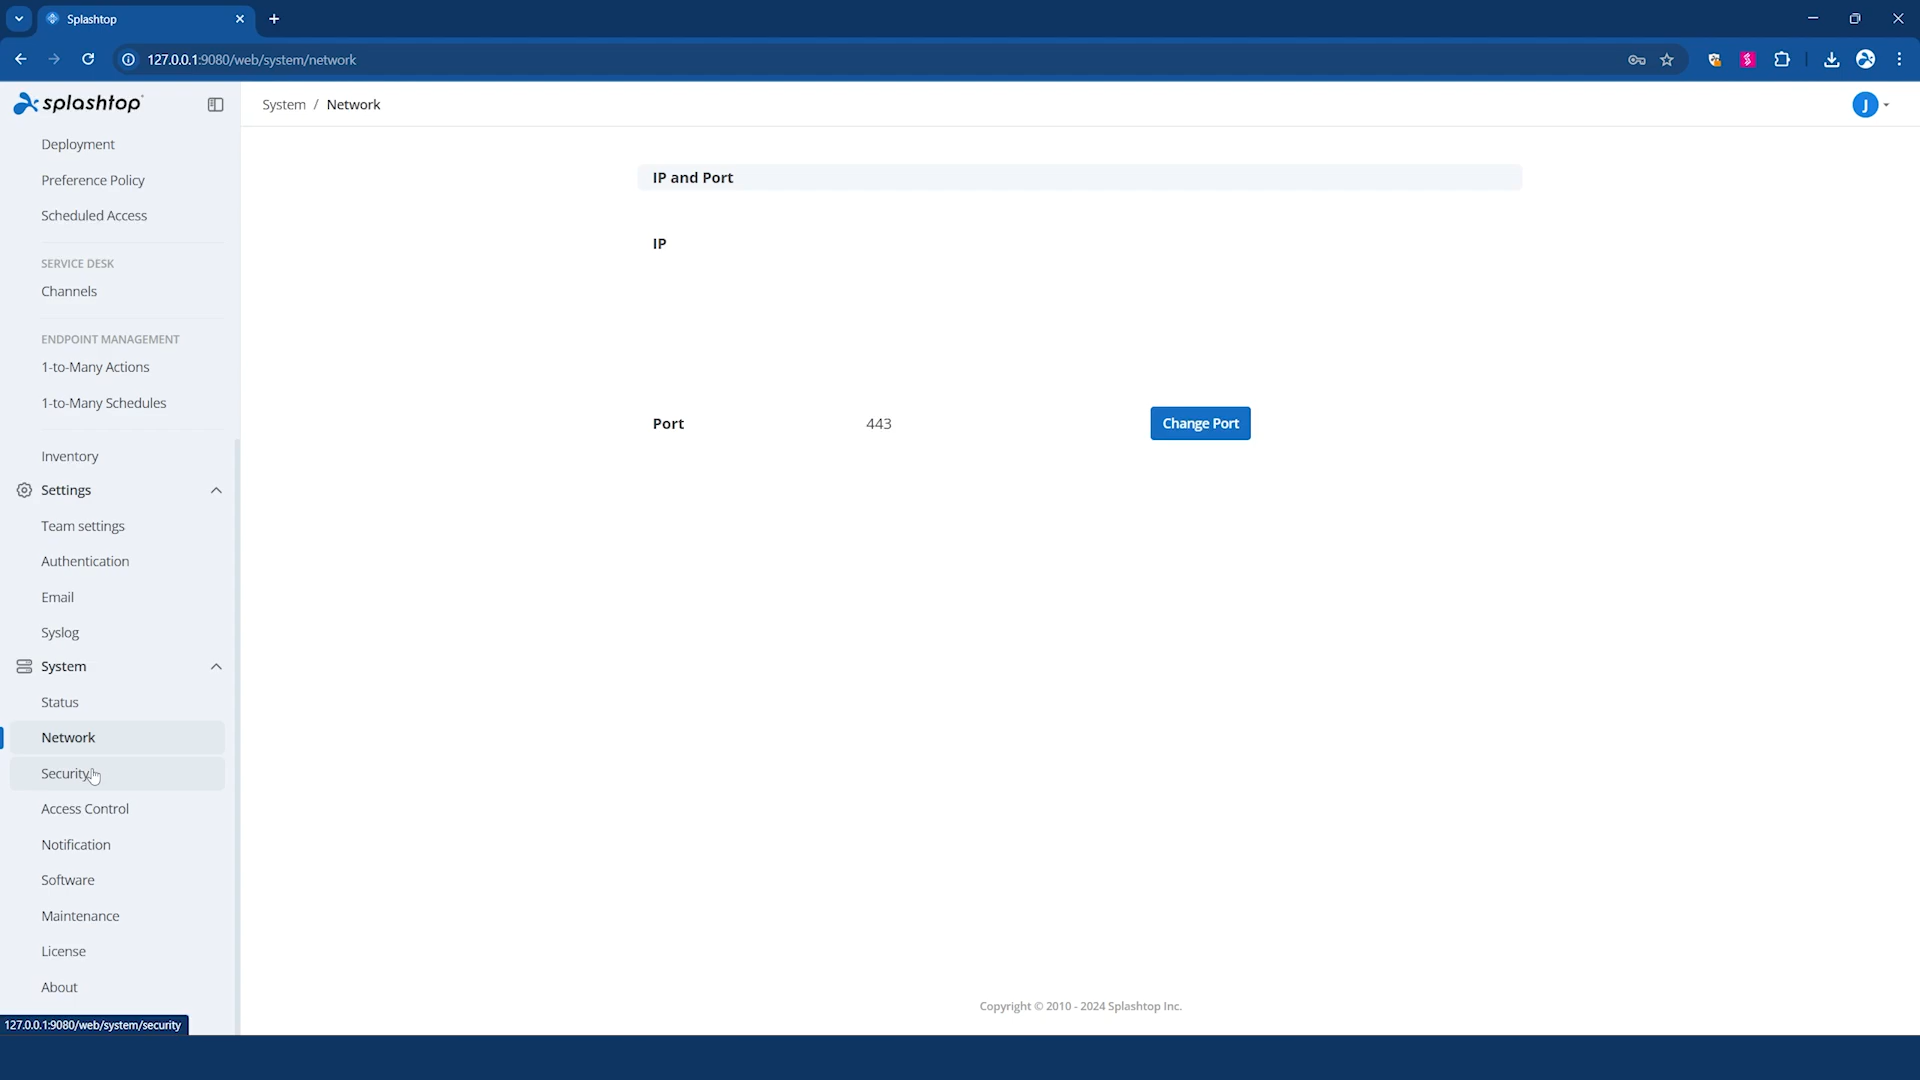 Splashtop
127.0.0.1:9080/web/system/network
splashtop
System / Network
J
Deployment
Preference Policy
Scheduled Access
SERVICE DESK
Channels
ENDPOINT MANAGEMENT
1-to-Many Actions
1-to-Many Schedules
Inventory
Settings
Team settings
Authentication
Email
Syslog
System
Status
Network
Security
Access Control
Notification
Software
Maintenance
License
About
127.0.0.1:9080/web/system/security
IP and Port
IP
Port 443 Change Port
Copyright © 2010 - 2024 Splashtop Inc.